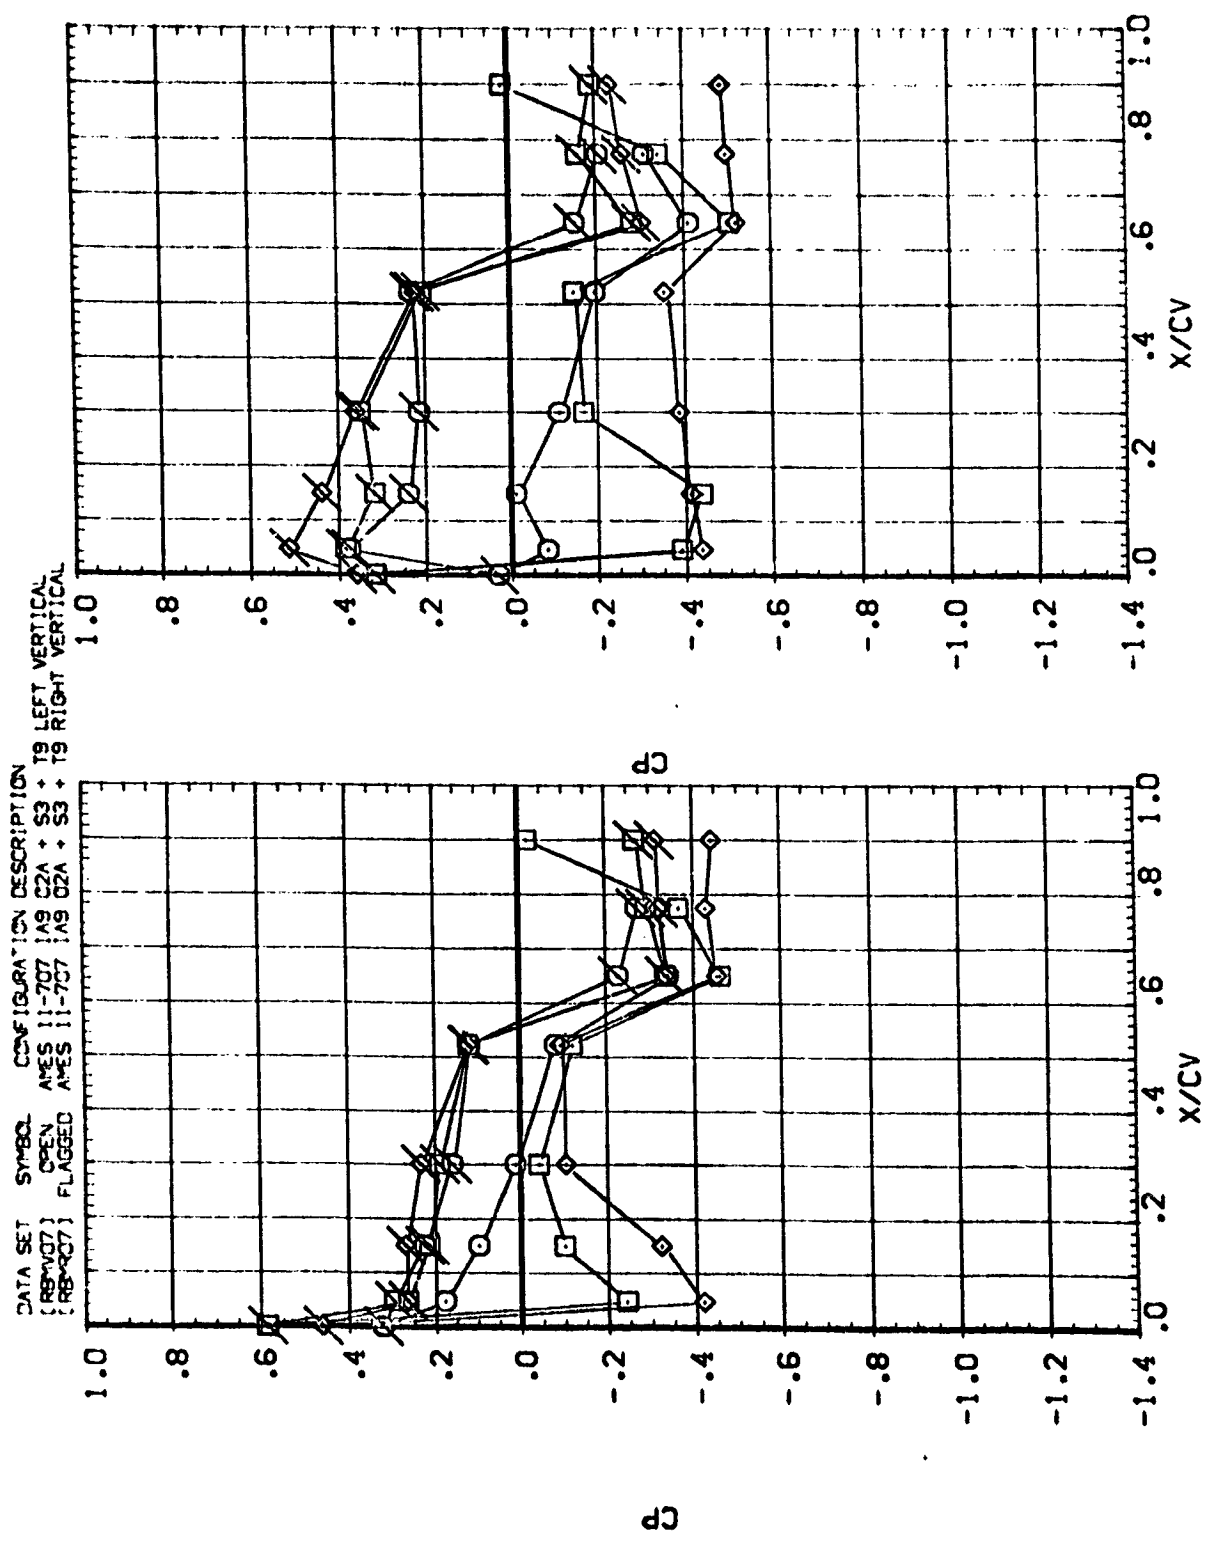 DATA SET SYMBOL CONFIGURATION DESCRIPTION
[RBMV07] OPEN AMES 11-707 IA9 O2A + S3 + T9 LEFT VERTICAL
[RBMR07] FLAGGED AMES 11-707 IA9 O2A + S3 + T9 RIGHT VERTICAL
1.0
.8
.6
.4
.2
.0
-.2
-.4
-.6
-.8
-1.0
-1.2
-1.4
CP
.0 .2 .4 .6 .8 1.0
X/CV
1.0
.8
.6
.4
.2
.0
-.2
-.4
-.6
-.8
-1.0
-1.2
-1.4
CP
.0 .2 .4 .6 .8 1.0
X/CV